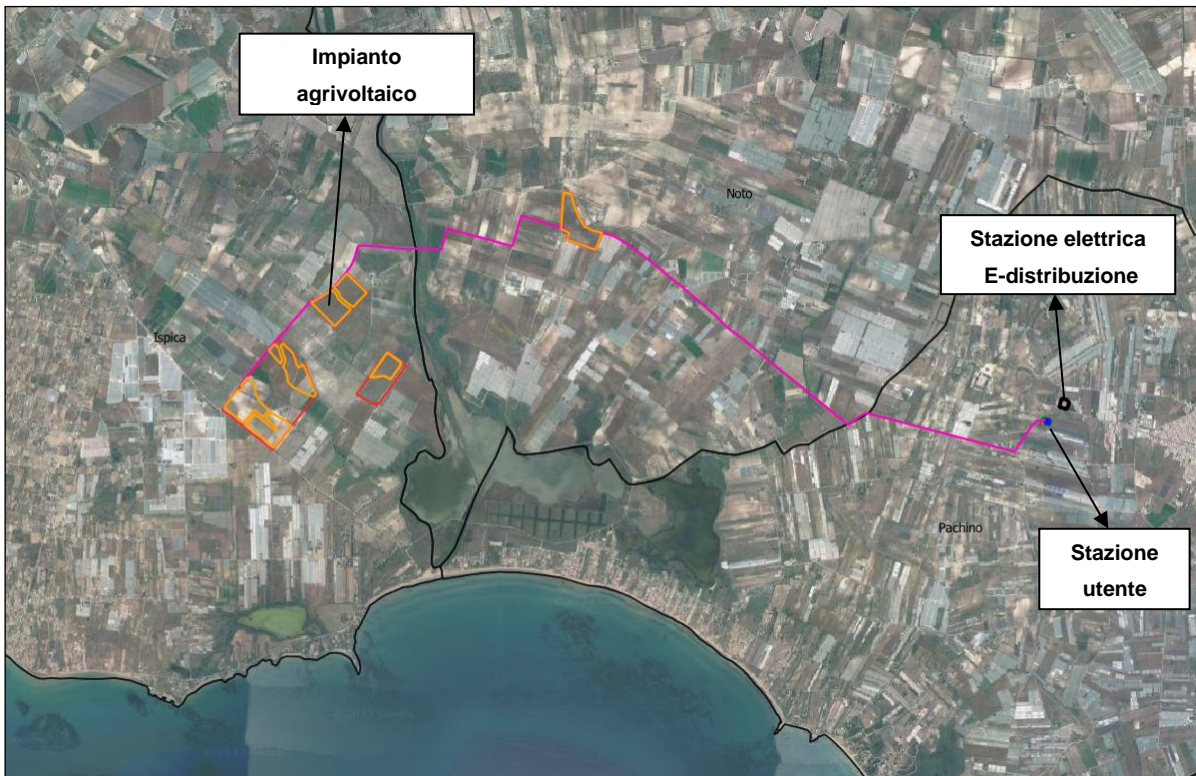 Impianto
agrivoltaico
Noto
Stazione elettrica
E-distribuzione
Ispica
Pachino
Stazione
utente